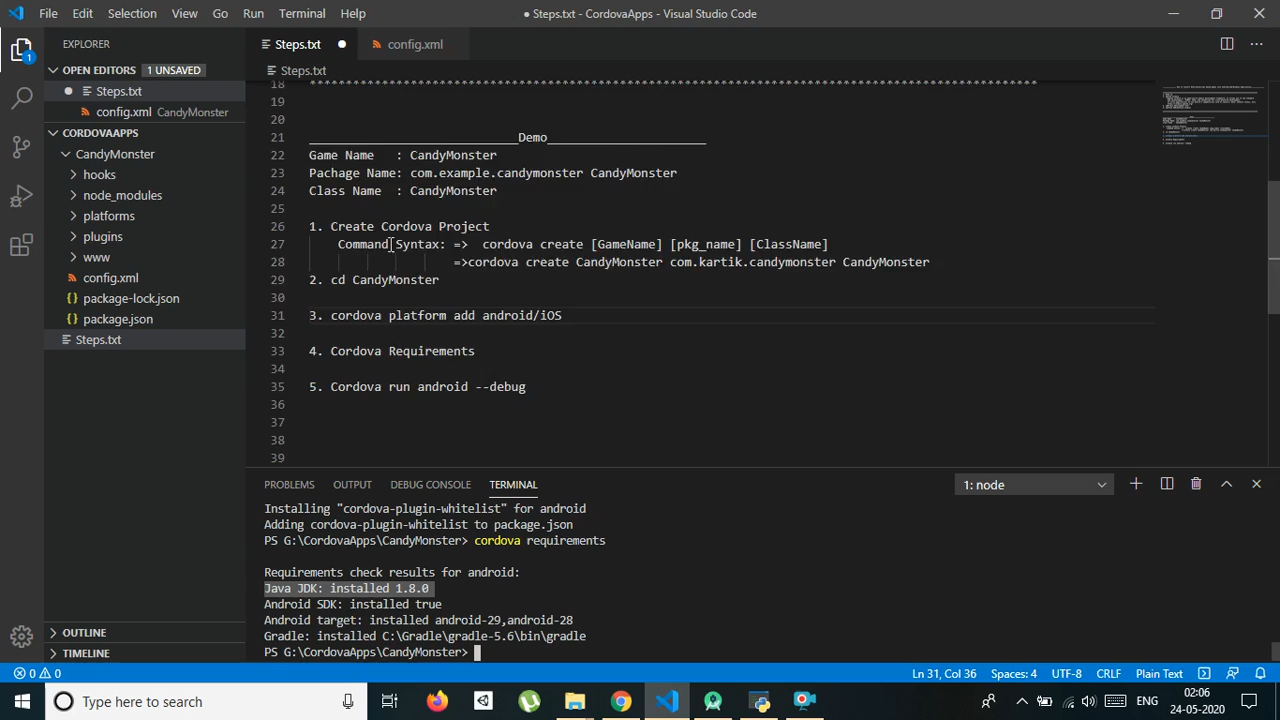 File Edit Selection View Go Run Terminal Help
● Steps.txt - CordovaApps - Visual Studio Code
EXPLORER
OPEN EDITORS 1 UNSAVED
Steps.txt
config.xml CandyMonster
CORDOVAAPPS
CandyMonster
hooks
node_modules
platforms
plugins
www
config.xml
package-lock.json
package.json
Steps.txt
OUTLINE
TIMELINE
1
Steps.txt
config.xml
Steps.txt
18 *****************************************************************************************************
19
20
21 _____________________________Demo______________________
22 Game Name : CandyMonster
23 Pachage Name: com.example.candymonster CandyMonster
24 Class Name : CandyMonster
25
26 1. Create Cordova Project
27 Command Syntax: => cordova create [GameName] [pkg_name] [ClassName]
28 =>cordova create CandyMonster com.kartik.candymonster CandyMonster
29 2. cd CandyMonster
30
31 3. cordova platform add android/iOS
32
33 4. Cordova Requirements
34
35 5. Cordova run android --debug
36
37
38
39
PROBLEMS OUTPUT DEBUG CONSOLE TERMINAL 1: node
Installing "cordova-plugin-whitelist" for android
Adding cordova-plugin-whitelist to package.json
PS G:\CordovaApps\CandyMonster> cordova requirements
Requirements check results for android:
Java JDK: installed 1.8.0
Android SDK: installed true
Android target: installed android-29,android-28
Gradle: installed C:\Gradle\gradle-5.6\bin\gradle
PS G:\CordovaApps\CandyMonster>
0 0 Ln 31, Col 36 Spaces: 4 UTF-8 CRLF Plain Text
Type here to search
ENG
02:06
24-05-2020